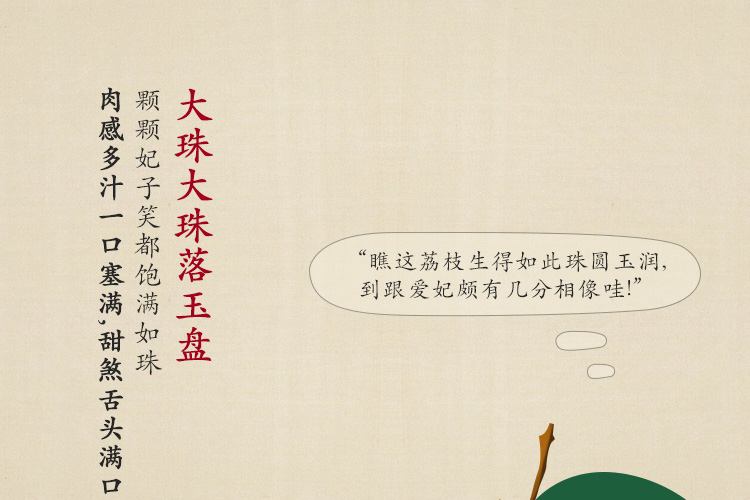 大珠大珠落玉盘
颗颗妃子笑都饱满如珠
肉感多汁一口塞满,甜煞舌头满口
“瞧这荔枝生得如此珠圆玉润,
到跟爱妃颇有几分相像哇!”